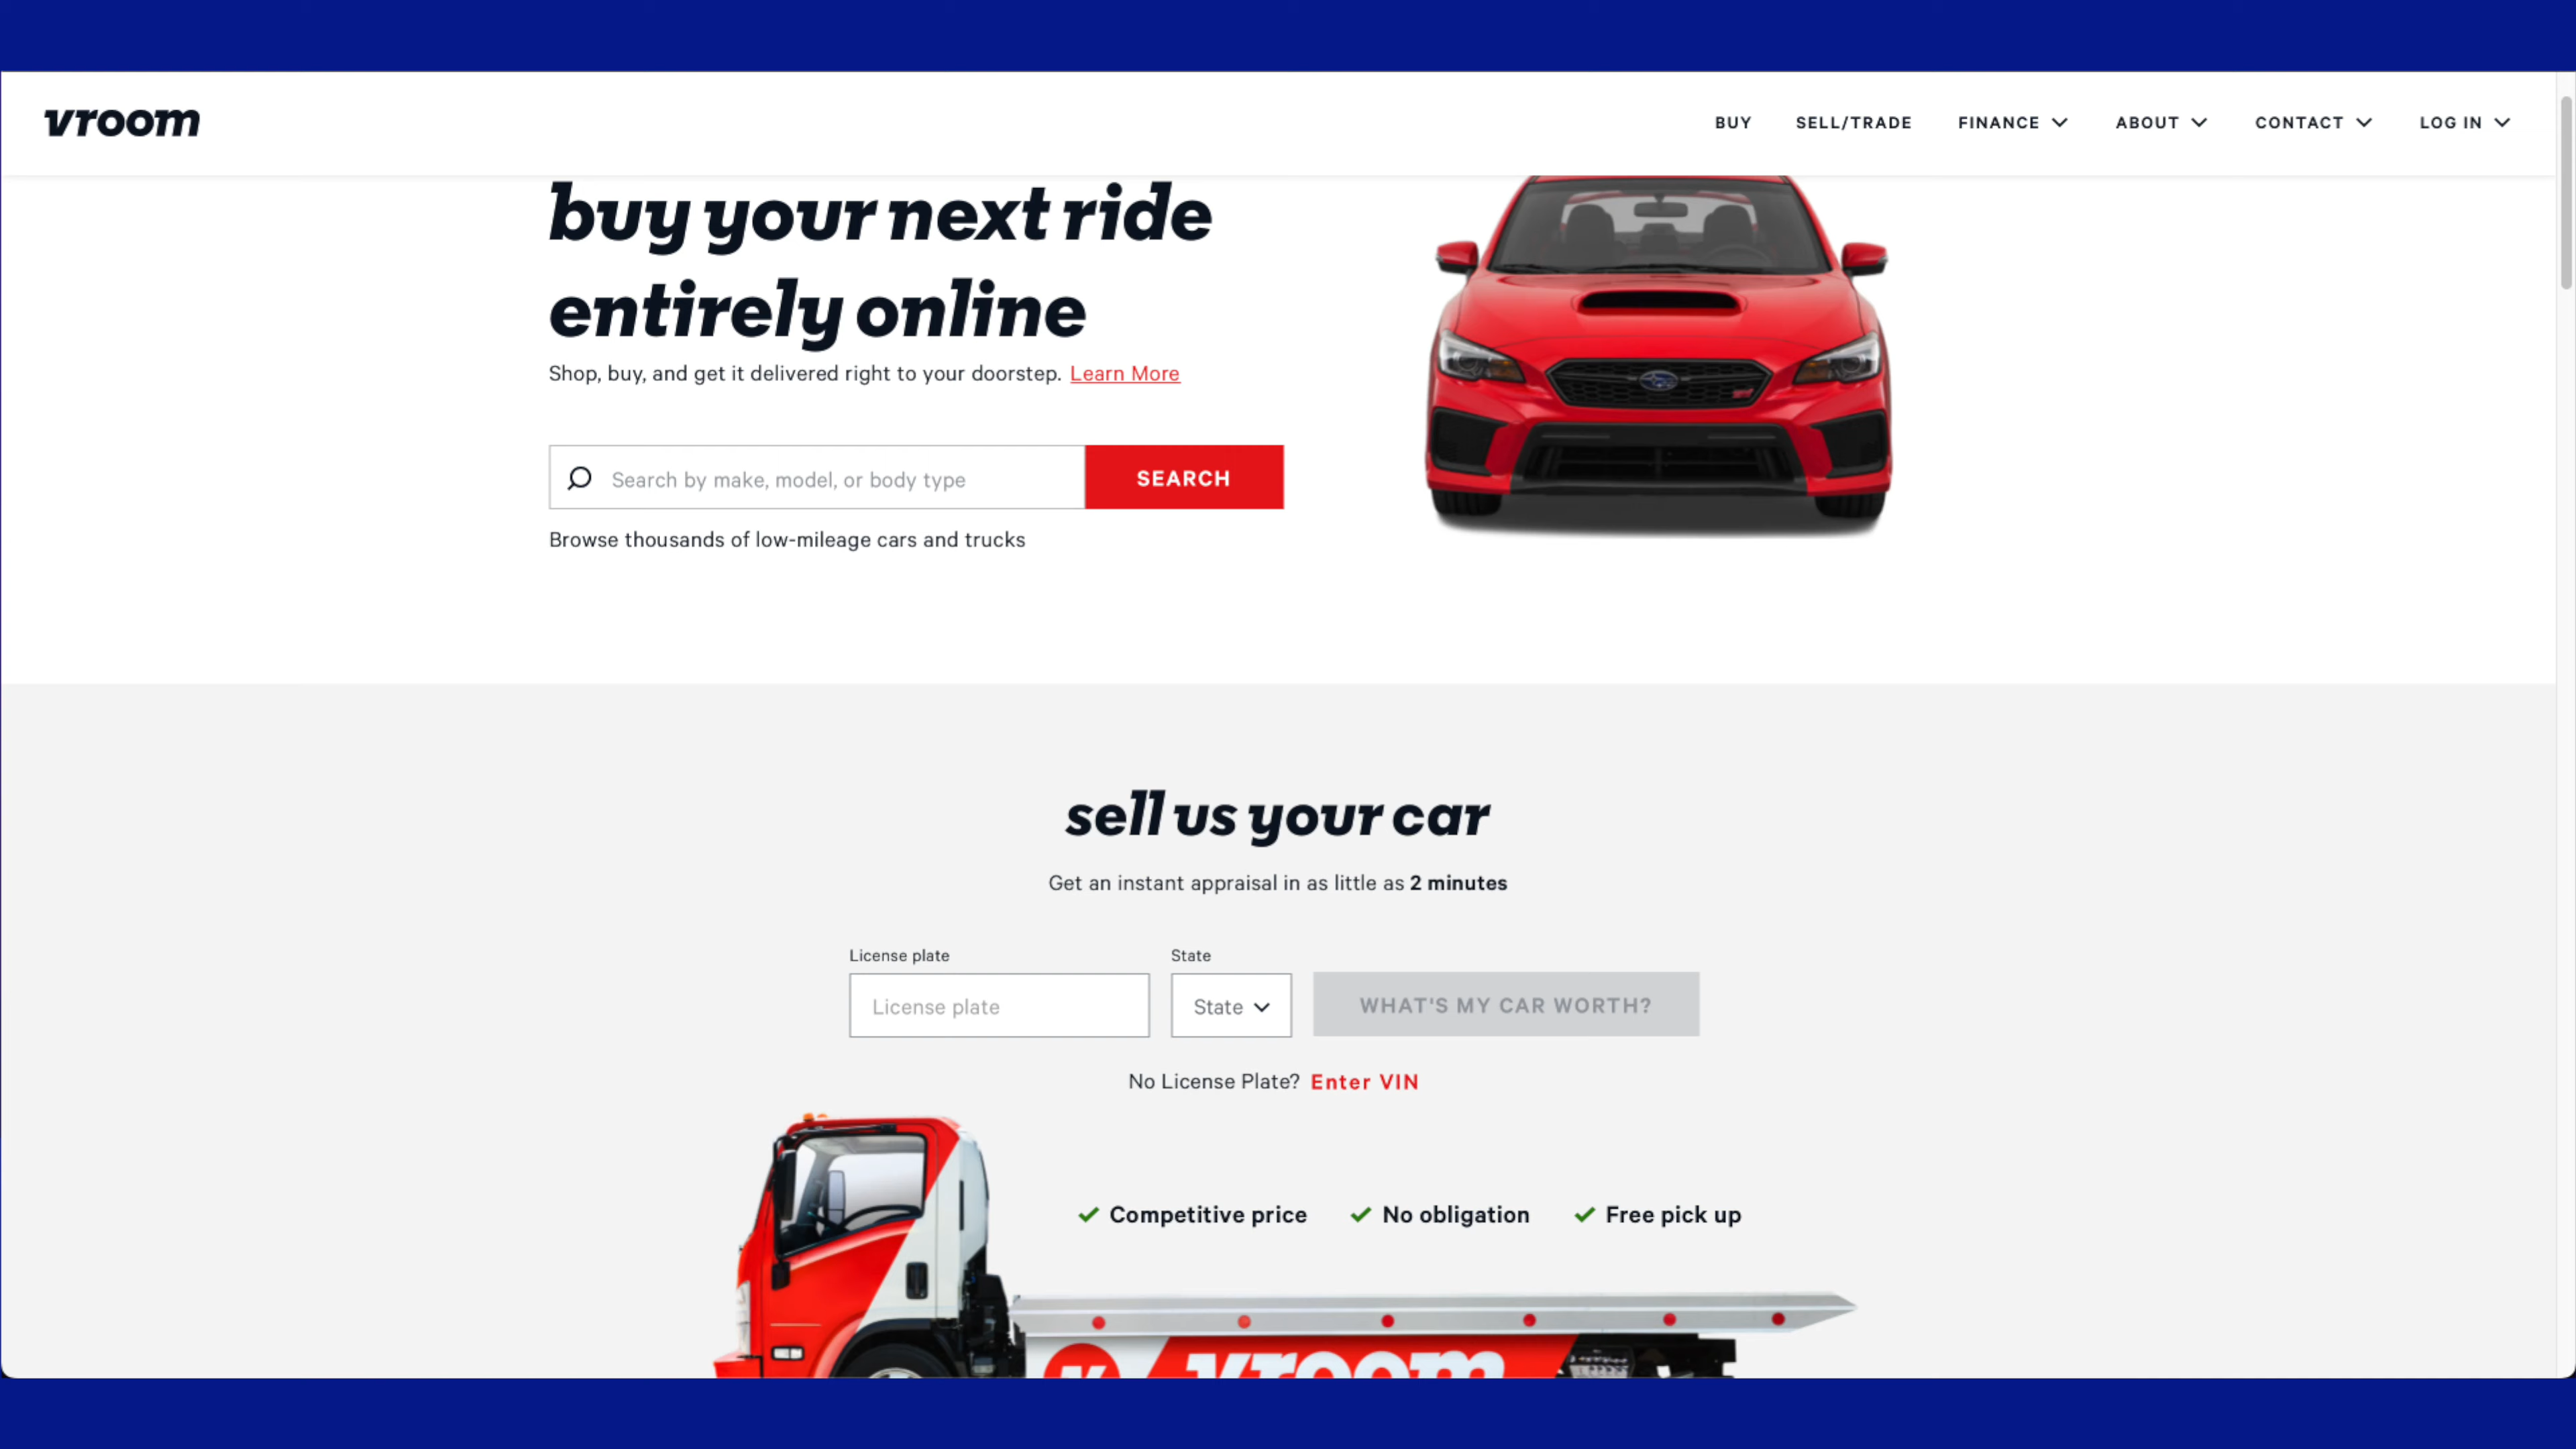 vroom
BUY SELL/TRADE FINANCE ABOUT CONTACT LOG IN
buy your next ride
entirely online
Shop, buy, and get it delivered right to your doorstep. Learn More
Search by make, model, or body type SEARCH
Browse thousands of low-mileage cars and trucks
sell us your car
Get an instant appraisal in as little as 2 minutes
License plate State
License plate State WHAT'S MY CAR WORTH?
No License Plate? Enter VIN
Competitive price No obligation Free pick up
vroom